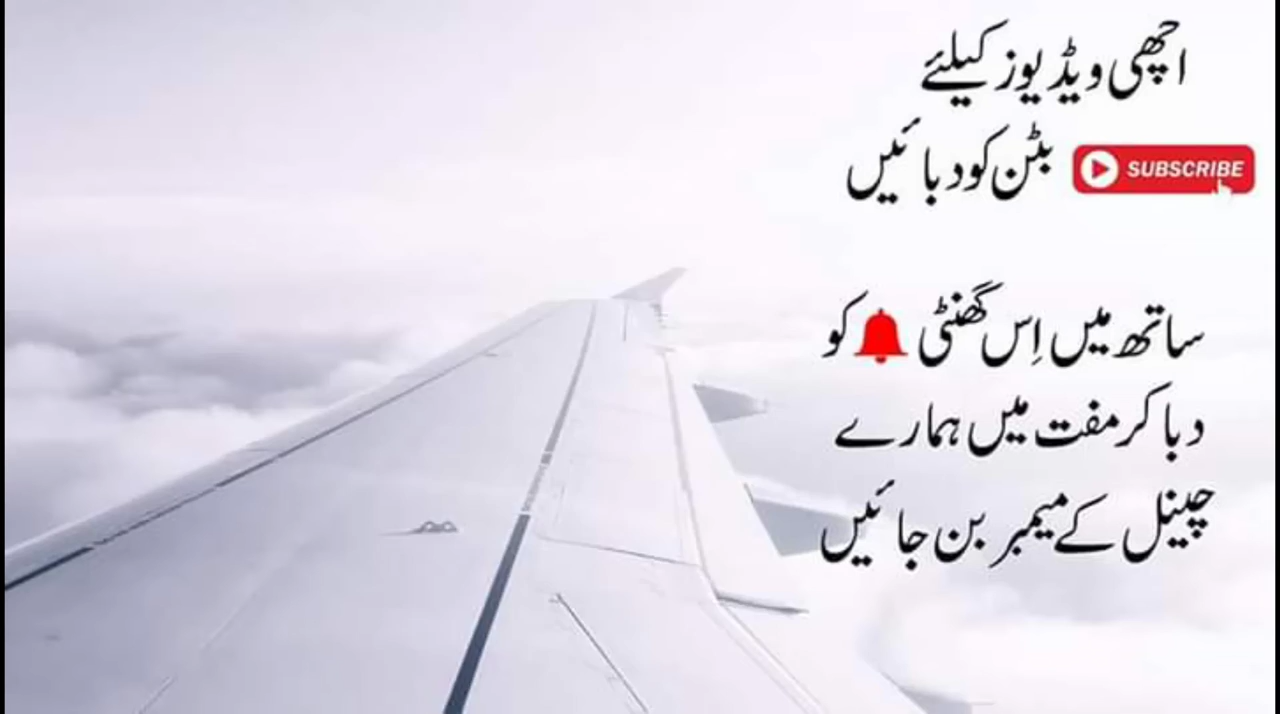 اچھی ویڈیوز کیلئے
SUBSCRIBE بٹن کو دبائیں
ساتھ میں اِس گھنٹی کو
دبا کر مفت میں ہمارے
چینل کے میمبر بن جائیں